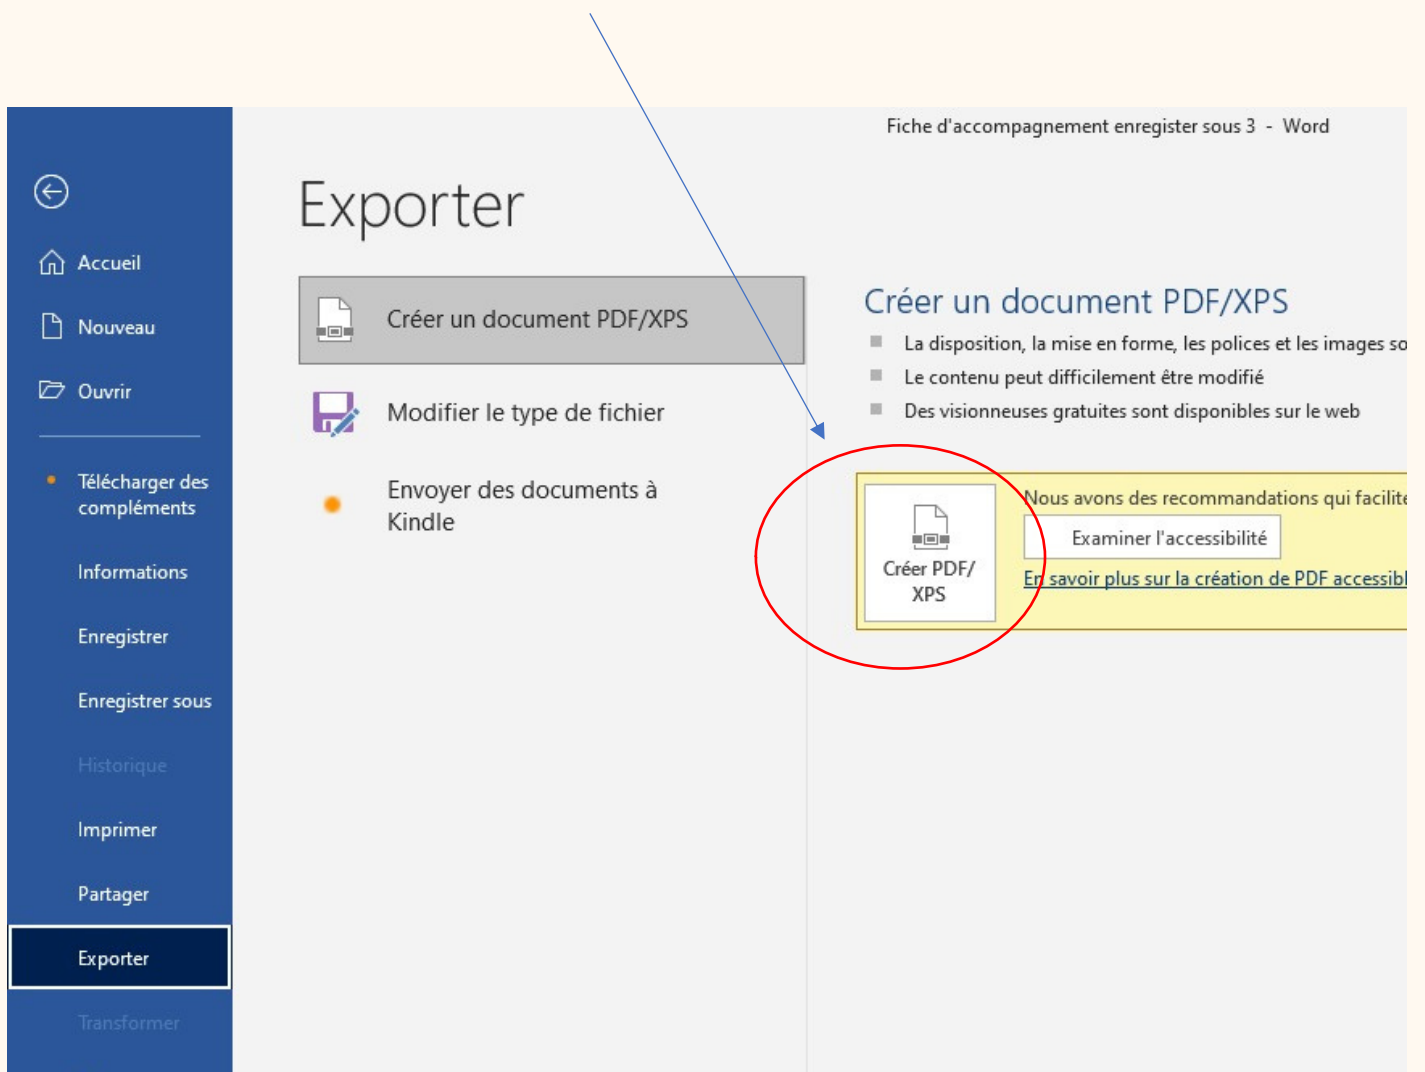 Fiche d'accompagnement enregister sous 3 - Word
Exporter
Accueil
Nouveau
Ouvrir
Télécharger des
compléments
Informations
Enregistrer
Enregistrer sous
Historique
Imprimer
Partager
Exporter
Transformer
Créer un document PDF/XPS
Modifier le type de fichier
Envoyer des documents à
Kindle
Créer un document PDF/XPS
La disposition, la mise en forme, les polices et les images so
Le contenu peut difficilement être modifié
Des visionneuses gratuites sont disponibles sur le web
Créer PDF/
XPS
Nous avons des recommandations qui facilite
Examiner l'accessibilité
En savoir plus sur la création de PDF accessibl